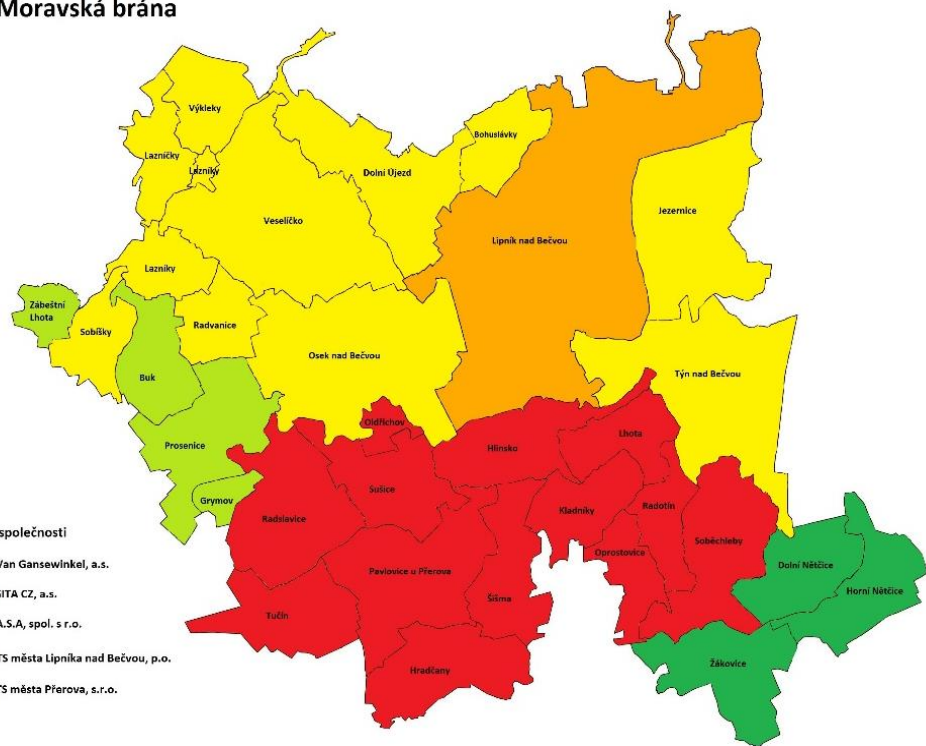 Moravská brána
Výkleky
Lazničky
Lazníky
Bohuslávky
Dolní Újezd
Veselíčko
Jezernice
Lipník nad Bečvou
Lazníky
Zábeštní
Lhota
Sobíšky
Radvanice
Osek nad Bečvou
Buk
Týn nad Bečvou
Oldřichov
Prosenice
Hlinsko
Lhota
Sušice
Grymov
Radslavice
Kladníky
Radotín
společnosti
Soběchleby
Oprostovice
Van Gansewinkel, a.s.
Dolní Nětčice
Pavlovice u Přerova
Horní Nětčice
SITA CZ, a.s.
Šišma
Tučín
A.S.A, spol. s r.o.
TS města Lipníka nad Bečvou, p.o.
Žákovice
Hradčany
TS města Přerova, s.r.o.